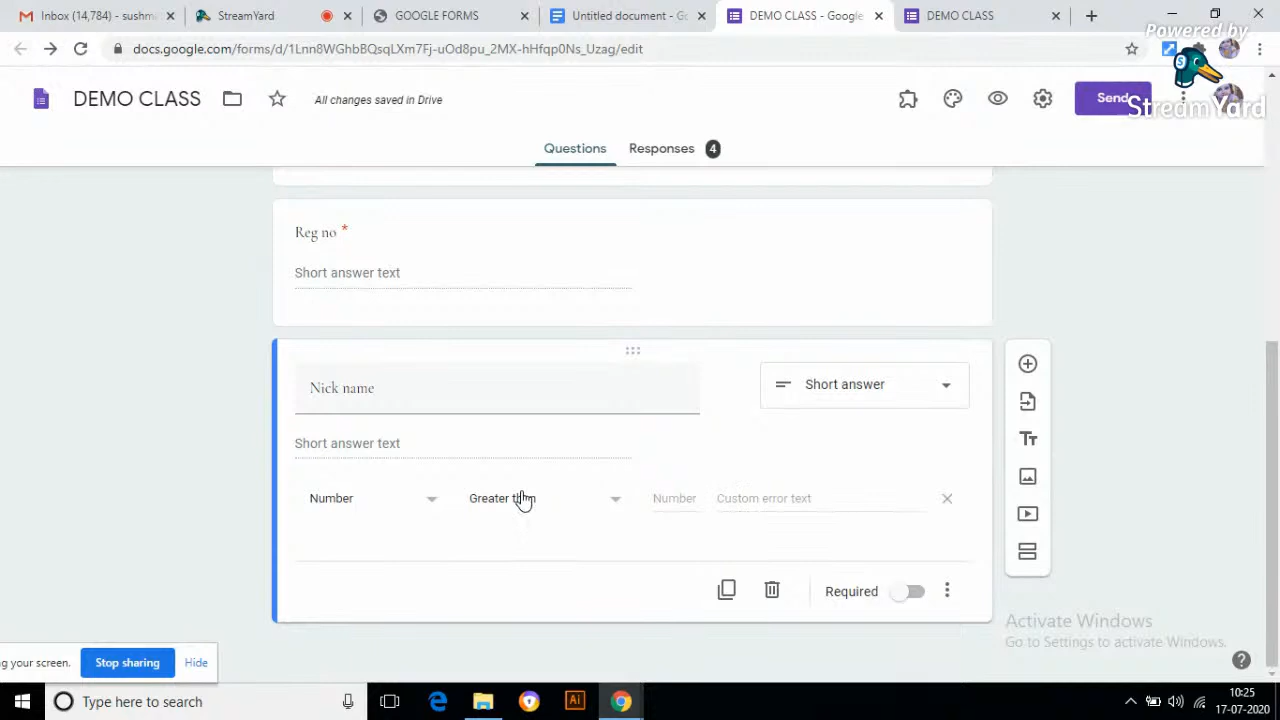 Inbox (14,784) - sushm
StreamYard
GOOGLE FORMS
Untitled document - G
DEMO CLASS - Google
DEMO CLASS
Powered by
docs.google.com/forms/d/1Lnn8WGhbBQsqLXm7Fj-uOd8pu_2MX-hHfqp0Ns_Uzag/edit
DEMO CLASS
All changes saved in Drive
Send
StreamYard
Questions
Responses 4
Reg no *
Short answer text
Nick name
Short answer
Short answer text
Number
Greater than
Number
Custom error text
Required
Activate Windows
Go to Settings to activate Windows.
g your screen.
Stop sharing
Hide
Type here to search
Ai
10:25
17-07-2020